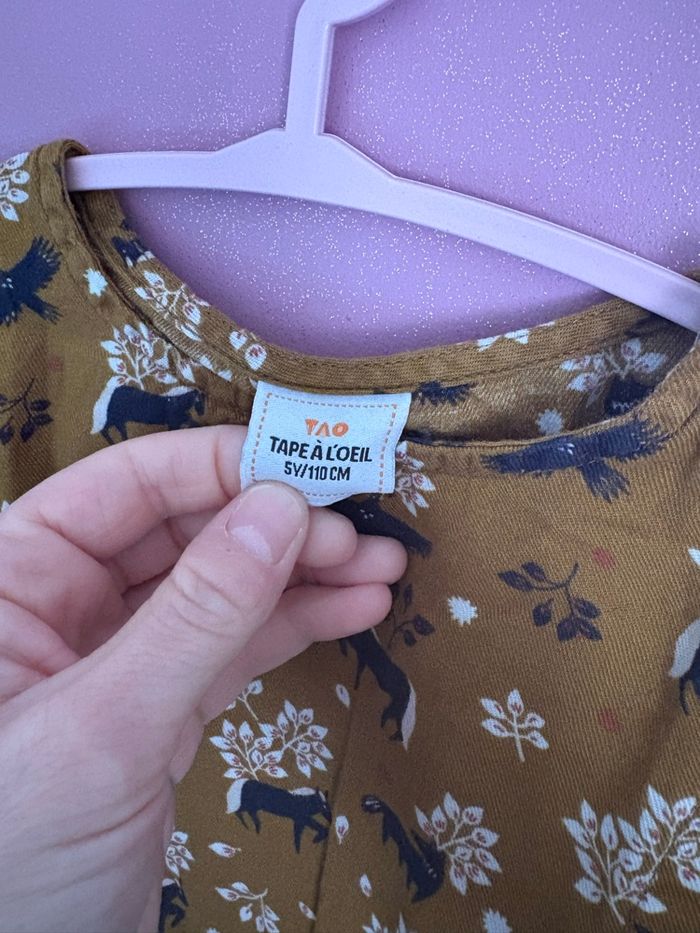 TAO
TAPE À L'OEIL
5Y/110CM